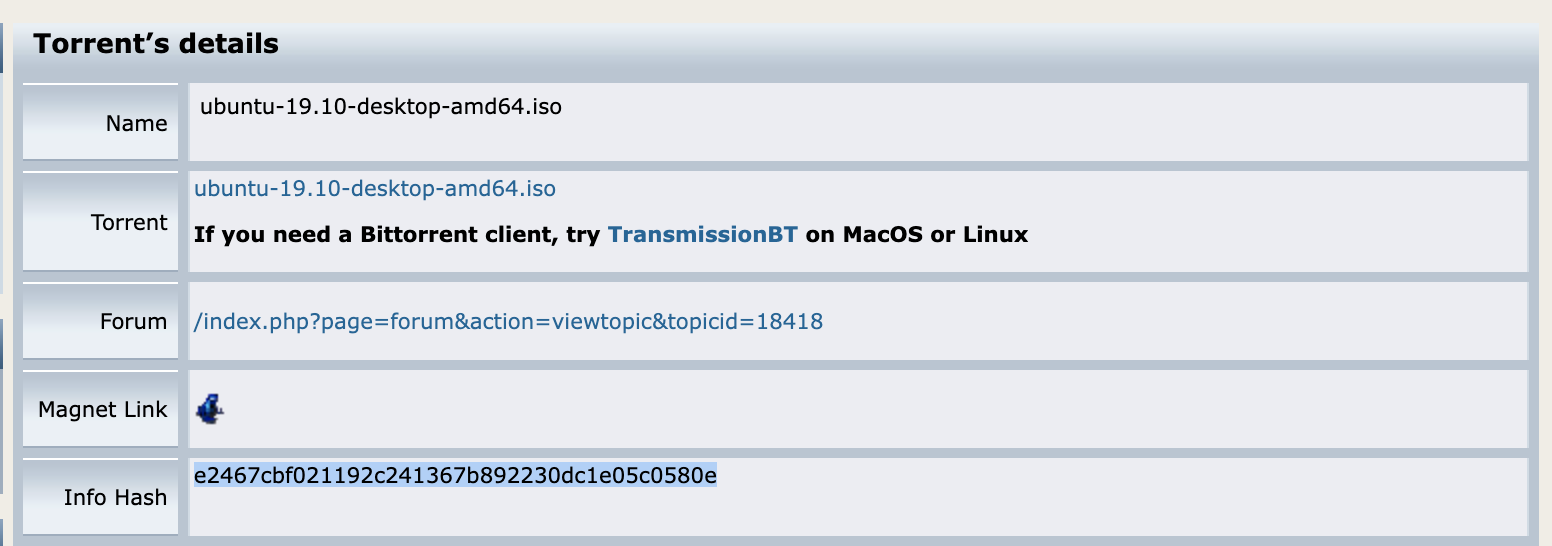 Torrent’s details
Name
ubuntu-19.10-desktop-amd64.iso
Torrent
ubuntu-19.10-desktop-amd64.iso
If you need a Bittorrent client, try TransmissionBT on MacOS or Linux
Forum
/index.php?page=forum&action=viewtopic&topicid=18418
Magnet Link
Info Hash
e2467cbf021192c241367b892230dc1e05c0580e